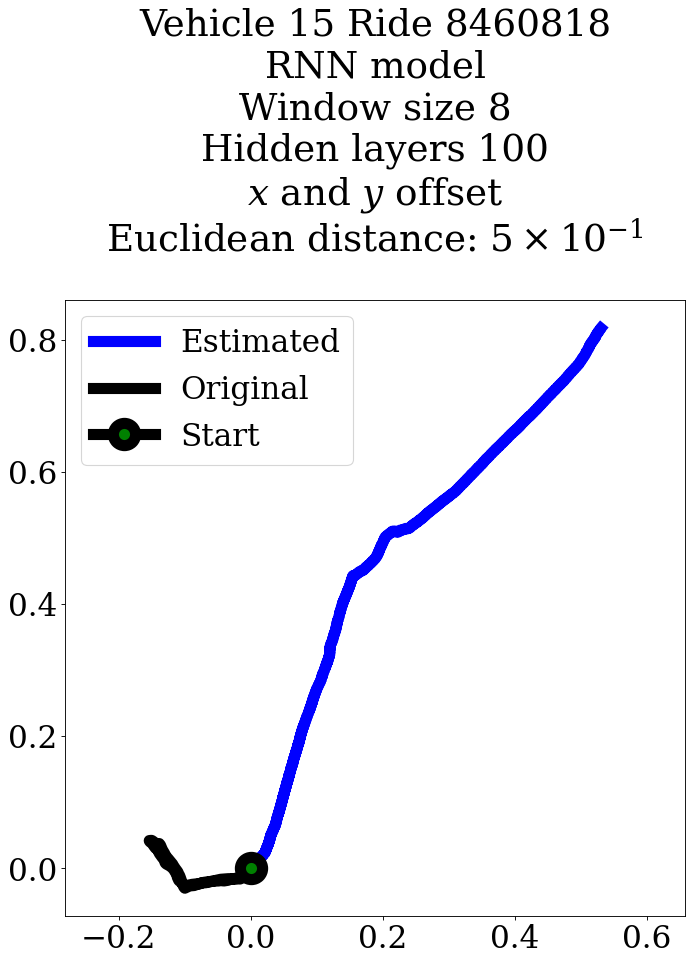 Vehicle 15 Ride 8460818
RNN model
Window size 8
Hidden layers 100
x and y offset
Euclidean distance: 5 × 10⁻¹
Estimated
Original
Start
0.8
0.6
0.4
0.2
0.0
−0.2 0.0 0.2 0.4 0.6